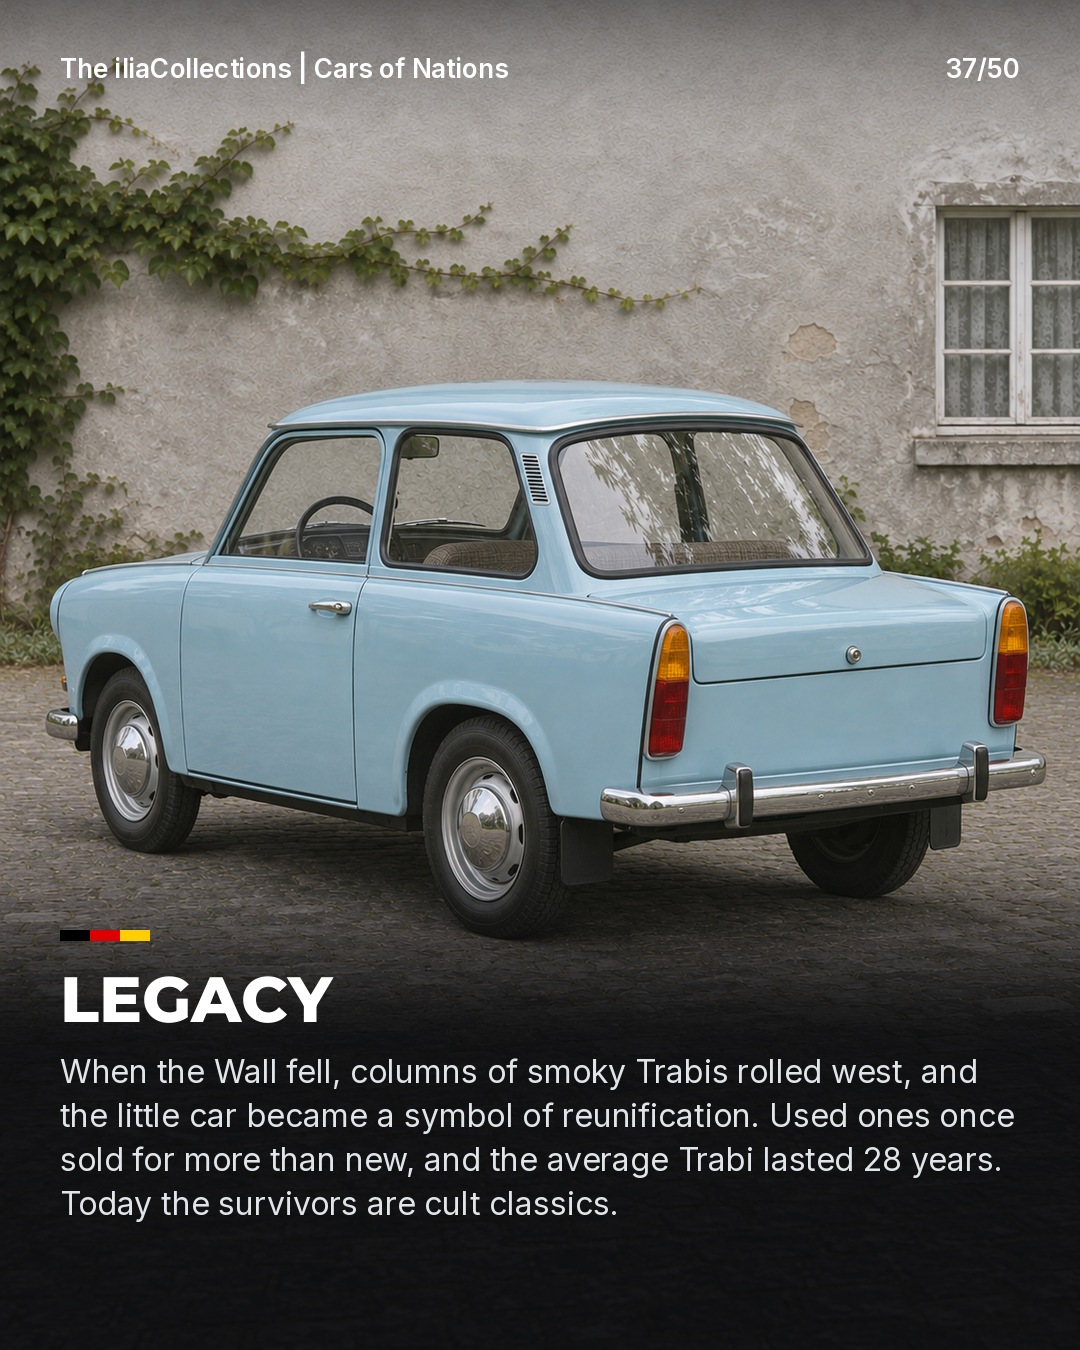 The iliaCollections | Cars of Nations
37/50
LEGACY
When the Wall fell, columns of smoky Trabis rolled west, and
the little car became a symbol of reunification. Used ones once
sold for more than new, and the average Trabi lasted 28 years.
Today the survivors are cult classics.